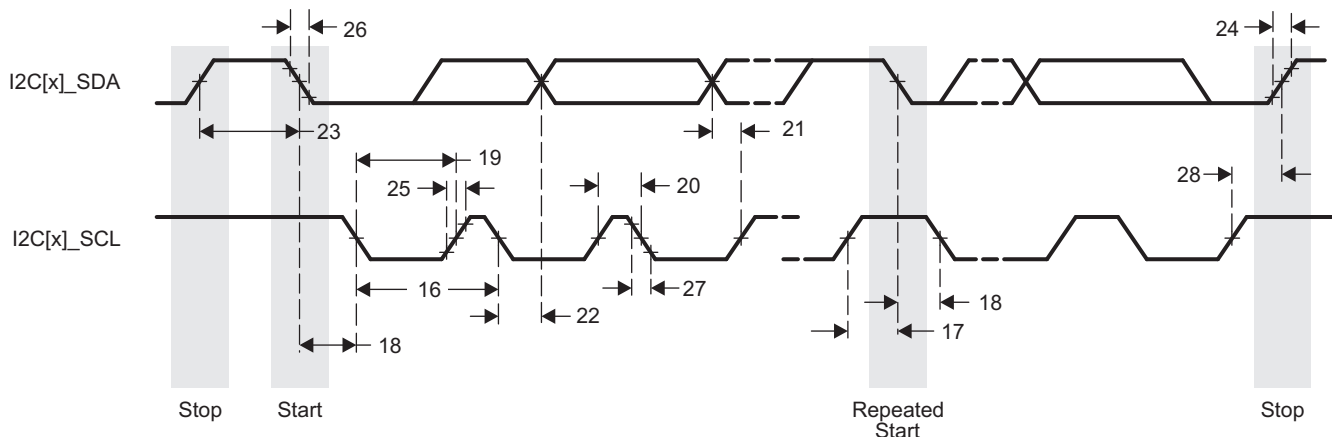 26
24
I2C[x]_SDA
23
21
19
25
20
28
I2C[x]_SCL
16
27
18
22
17
18
Stop
Start
Repeated
Start
Stop